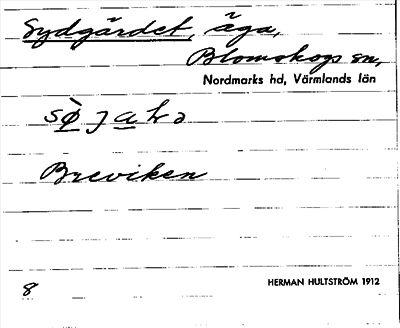 Sydgärdet, äga,
Blomskogs sn,
Nordmarks hd, Värmlands län
Breviken
8
HERMAN HULTSTRÖM 1912